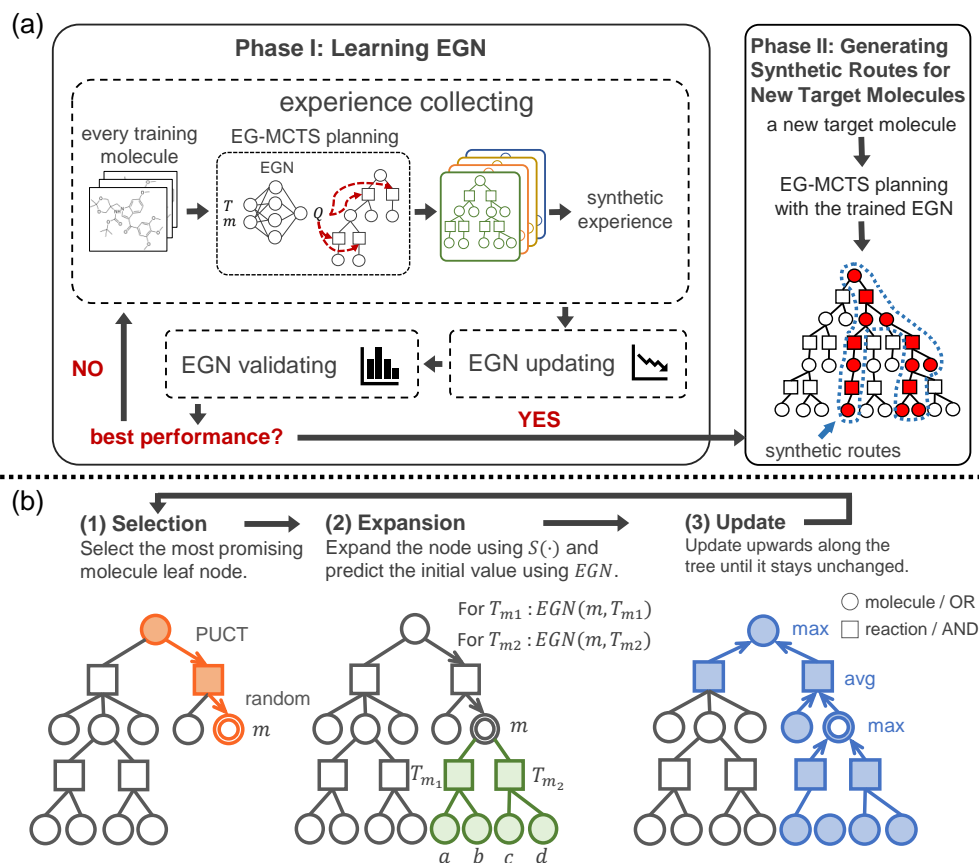 (a)
Phase I: Learning EGN
experience collecting
every training
molecule
EG-MCTS planning
EGN
T
m
Q
synthetic
experience
EGN validating
EGN updating
NO
best performance?
YES
Phase II: Generating
Synthetic Routes for
New Target Molecules
a new target molecule
EG-MCTS planning
with the trained EGN
synthetic routes
(b)
(1) Selection
Select the most promising
molecule leaf node.
(2) Expansion
Expand the node using S(·) and
predict the initial value using EGN.
(3) Update
Update upwards along the
tree until it stays unchanged.
molecule / OR
reaction / AND
PUCT
random
m
For T_{m1} : EGN(m, T_{m1})
For T_{m2} : EGN(m, T_{m2})
m
T_{m_1}
T_{m_2}
a b c d
max
avg
max